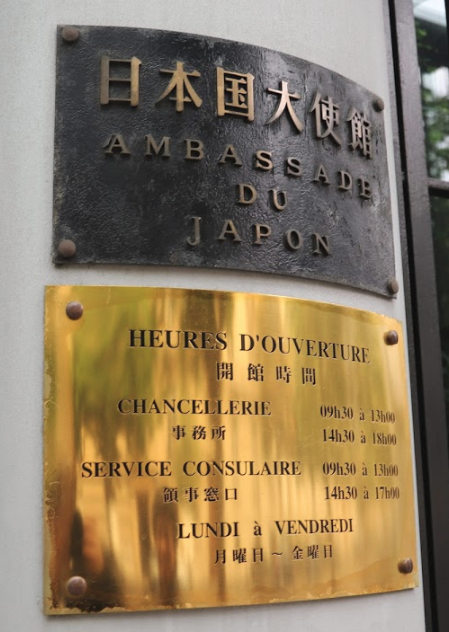 日本国大使館
AMBASSADE
DU
JAPON
HEURES D'OUVERTURE
開館時間
CHANCELLERIE 09h30 à 13h00
事務所 14h30 à 18h00
SERVICE CONSULAIRE 09h30 à 13h00
領事窓口 14h30 à 17h00
LUNDI à VENDREDI
月曜日～金曜日